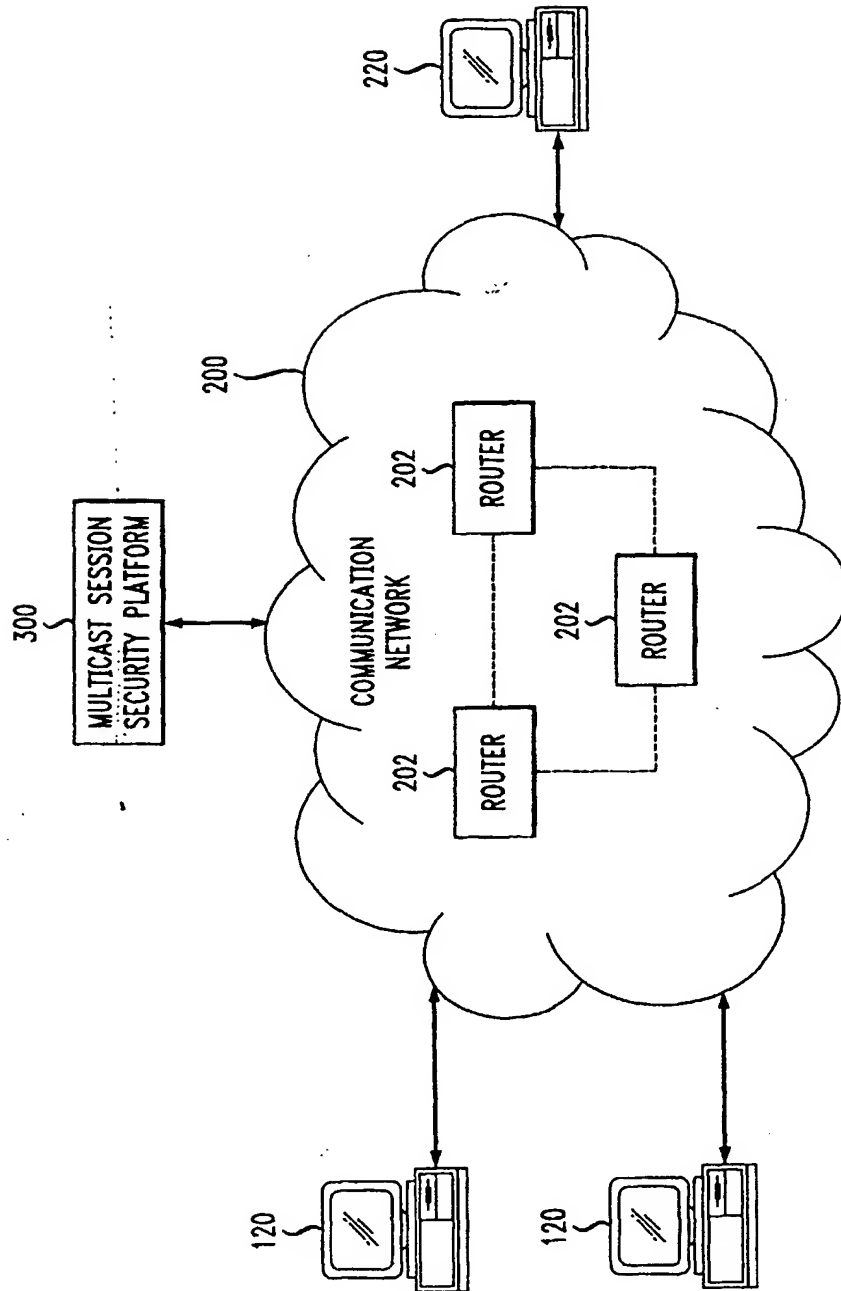 300
MULTICAST SESSION
SECURITY PLATFORM
200
COMMUNICATION
NETWORK
202
ROUTER
202
ROUTER
202
ROUTER
120
120
220